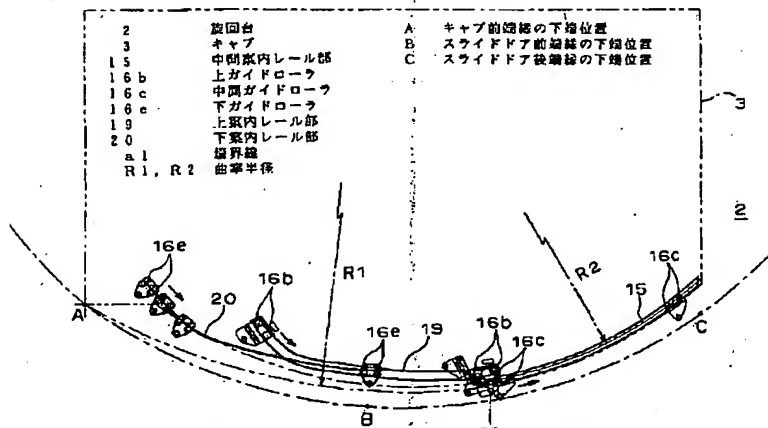 2 旋回台
3 キャブ
15 中間案内レール部
16b 上ガイドローラ
16c 中間ガイドローラ
16e 下ガイドローラ
19 上案内レール部
20 下案内レール部
a1 境界線
R1, R2 曲率半径
A キャブ前端縁の下端位置
B スライドドア前端縁の下端位置
C スライドドア後端縁の下端位置
3
2
16e
16b
R1
R2
16c
15
A
20
16e
19
16b
16c
C
B